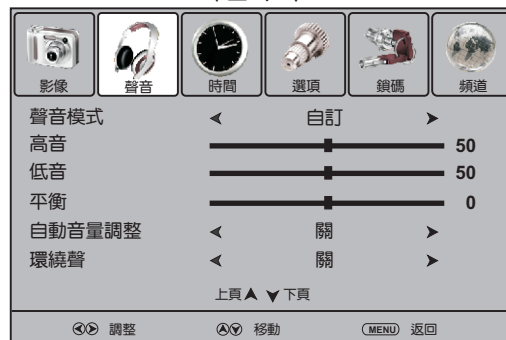 影像 聲音 時間 選項 鎖碼 頻道
聲音模式 自訂
高音 50
低音 50
平衡 0
自動音量調整 關
環繞聲 關
上頁 下頁
調整 移動 MENU 返回